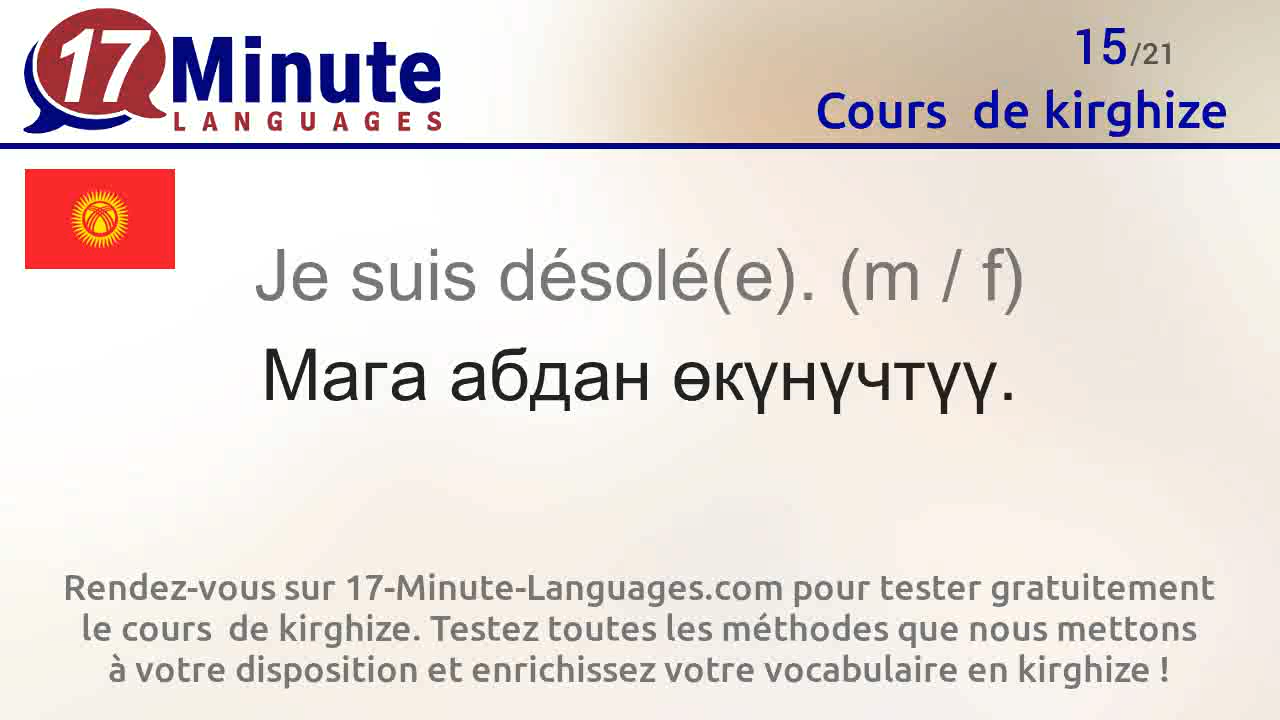 17 Minute
LANGUAGES
15/21
Cours de kirghize
Je suis désolé(e). (m / f)
Мага абдан өкүнүчтүү.
Rendez-vous sur 17-Minute-Languages.com pour tester gratuitement
le cours de kirghize. Testez toutes les méthodes que nous mettons
à votre disposition et enrichissez votre vocabulaire en kirghize !